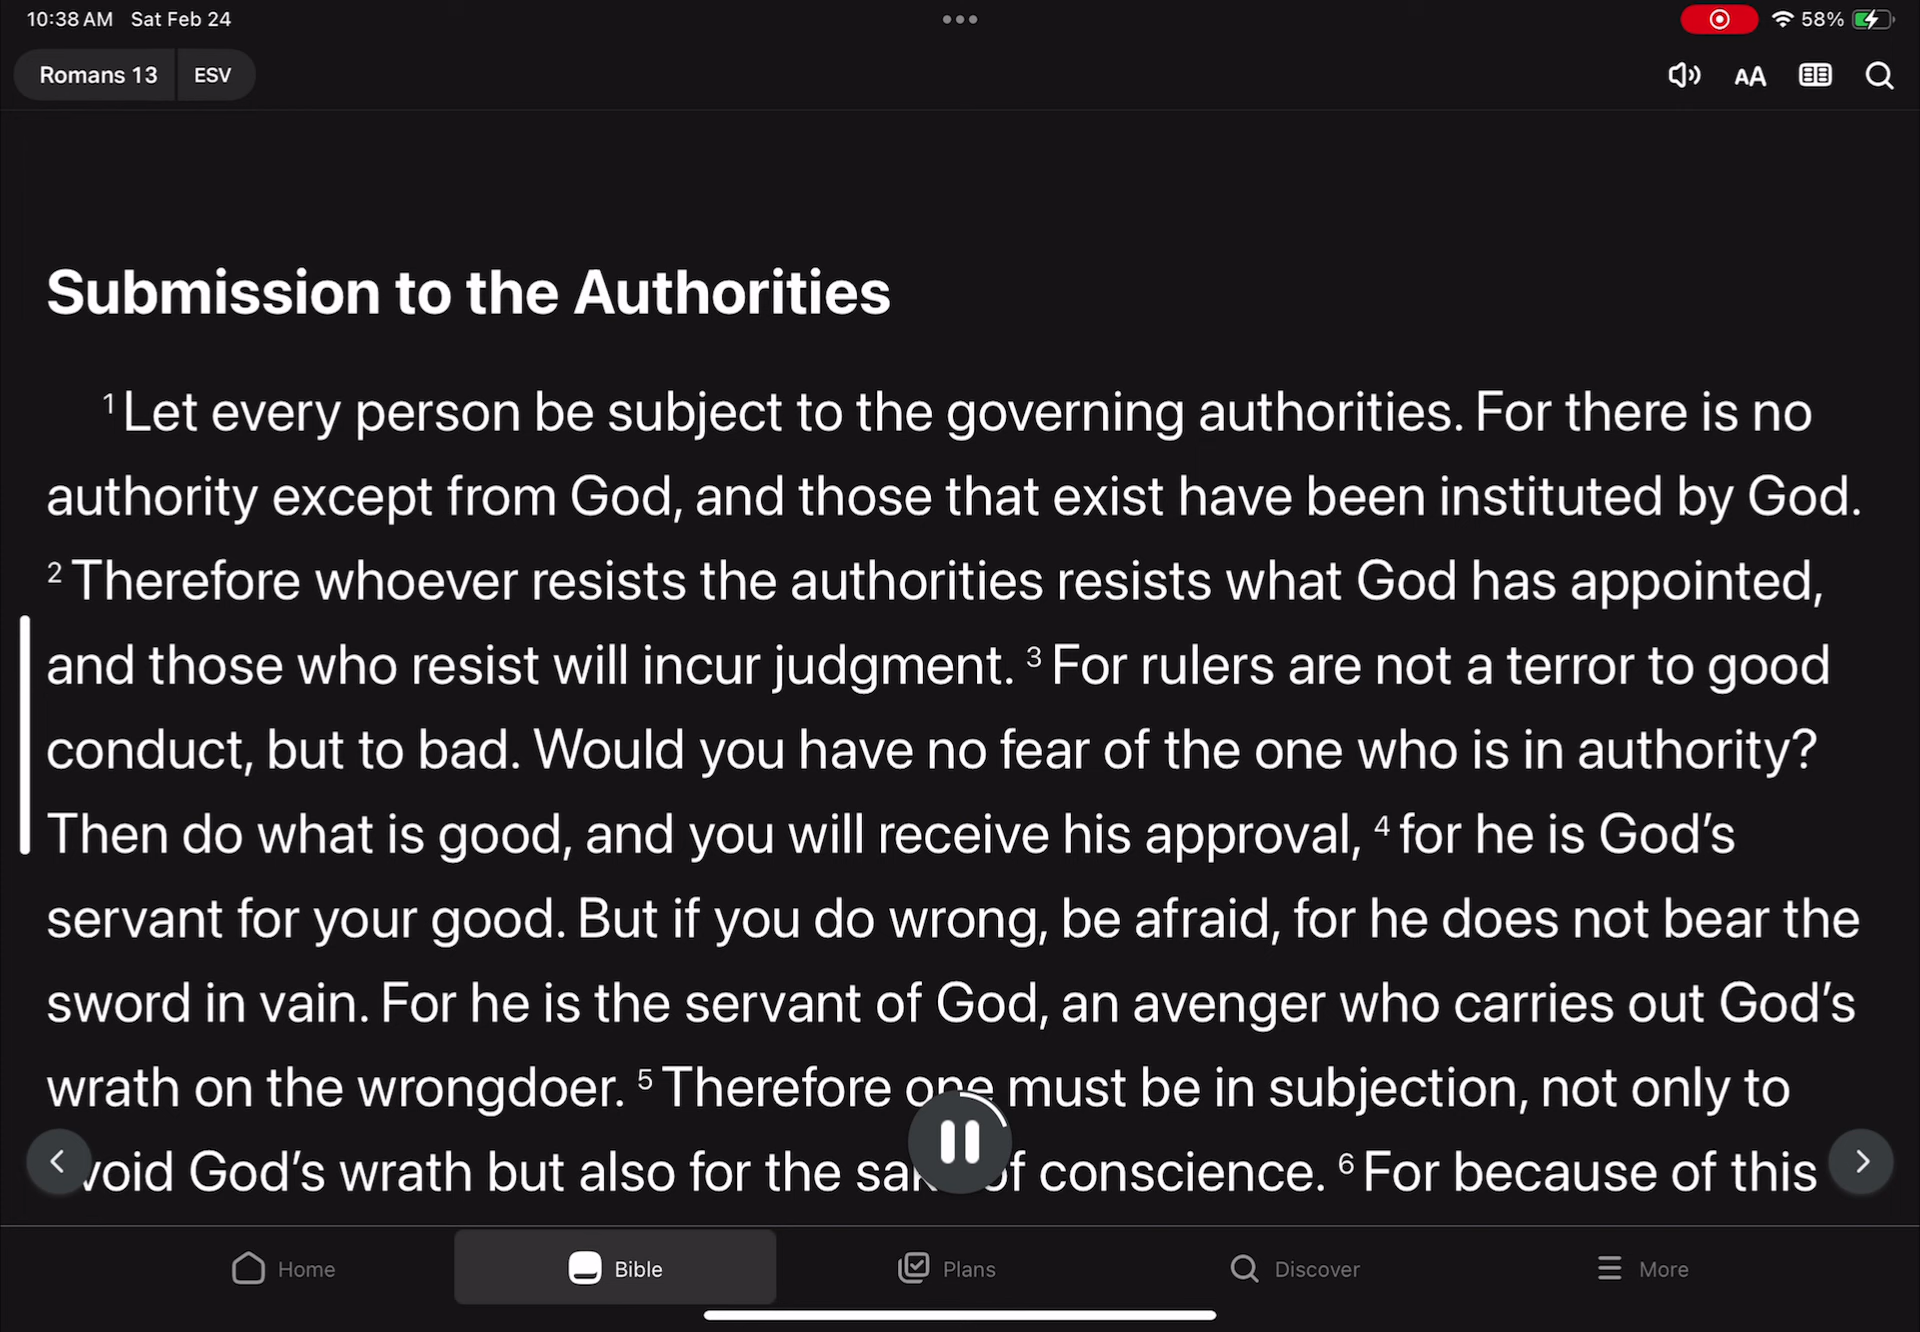 10:38 AM Sat Feb 24
58%
Romans 13 ESV
AA
Submission to the Authorities
1 Let every person be subject to the governing authorities. For there is no
authority except from God, and those that exist have been instituted by God.
2 Therefore whoever resists the authorities resists what God has appointed,
and those who resist will incur judgment. 3 For rulers are not a terror to good
conduct, but to bad. Would you have no fear of the one who is in authority?
Then do what is good, and you will receive his approval, 4 for he is God’s
servant for your good. But if you do wrong, be afraid, for he does not bear the
sword in vain. For he is the servant of God, an avenger who carries out God’s
wrath on the wrongdoer. 5 Therefore one must be in subjection, not only to
void God’s wrath but also for the sake of conscience. 6 For because of this
Home Bible Plans Discover More